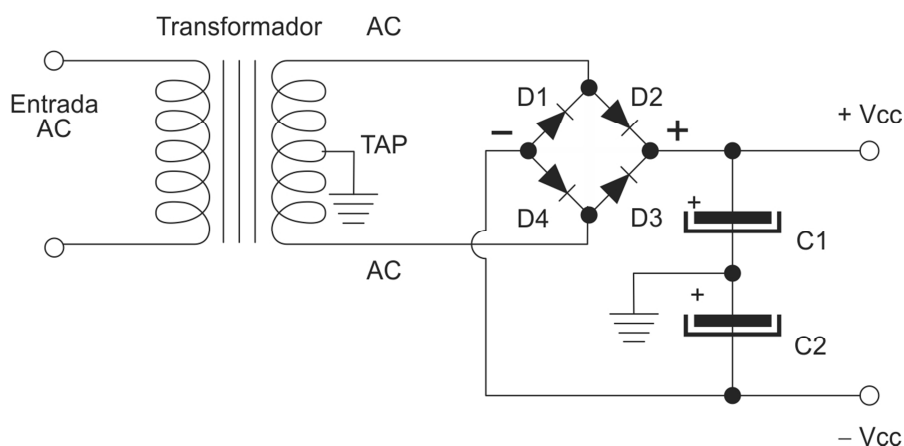 Transformador
AC
Entrada
AC
TAP
D1
D2
−
+
D4
D3
AC
+ Vcc
+
C1
+
C2
− Vcc